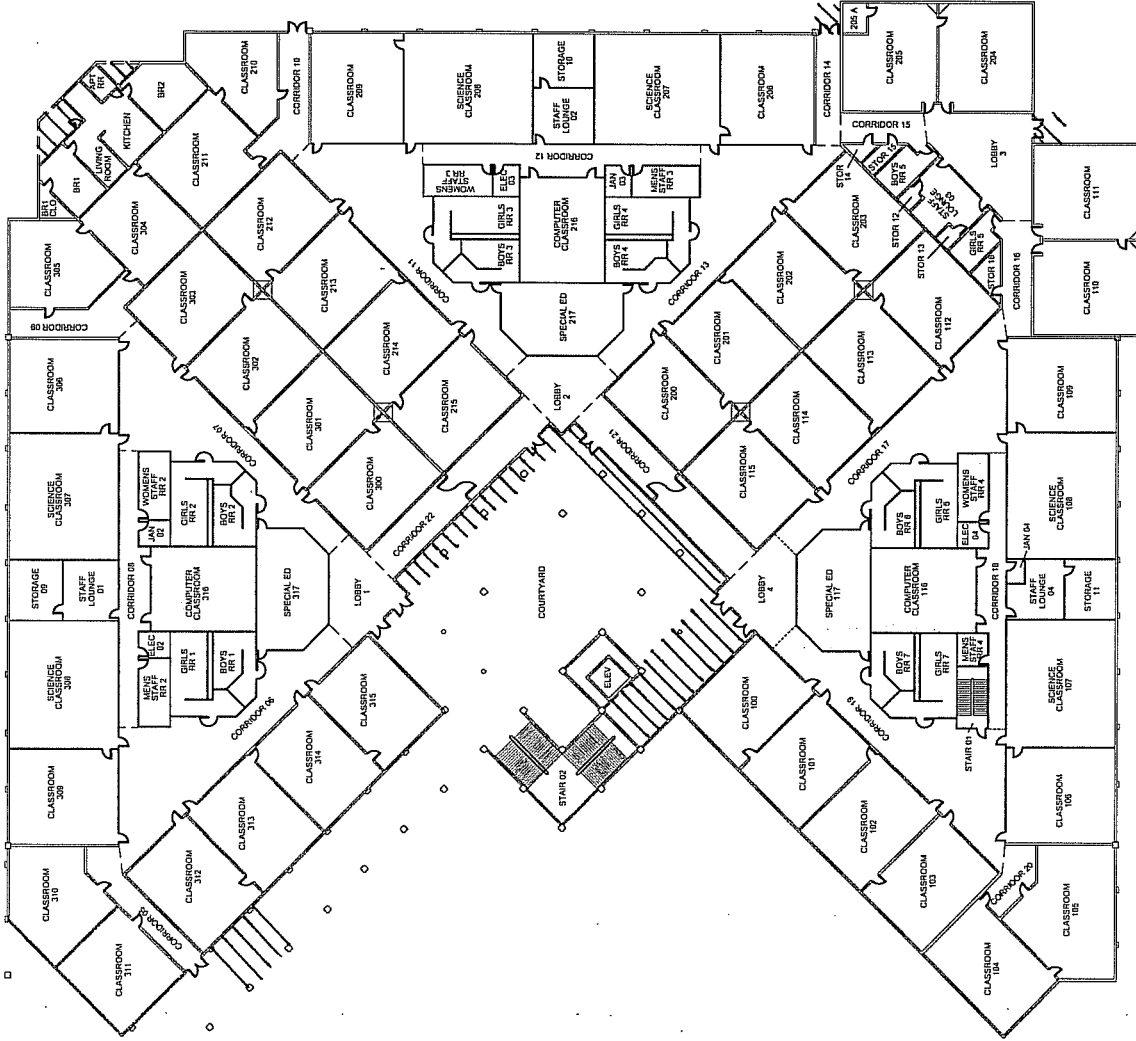 CLASSROOM
305
CORRIDOR 09
CLASSROOM
306
SCIENCE
CLASSROOM
307
STORAGE
09
STAFF
LOUNGE
01
SCIENCE
CLASSROOM
308
CLASSROOM
309
CLASSROOM
310
CLASSROOM
311
CORRIDOR 05
CLASSROOM
312
CLASSROOM
313
CLASSROOM
314
CLASSROOM
315
CORRIDOR 06
CORRIDOR 08
MENS
STAFF
RR 2
ELEC
02
GIRLS
RR 1
BOYS
RR 1
COMPUTER
CLASSROOM
316
JAN
02
WOMENS
STAFF
RR 2
GIRLS
RR 2
BOYS
RR 2
SPECIAL ED
317
LOBBY
1
CORRIDOR 07
CLASSROOM
300
CLASSROOM
301
CLASSROOM
302
CLASSROOM
303
CLASSROOM
304
BR1
CLO
BR1
LIVING
ROOM
KITCHEN
APT
RR
BR2
CLASSROOM
210
CLASSROOM
211
CLASSROOM
212
CLASSROOM
213
CLASSROOM
214
CLASSROOM
215
CORRIDOR 22
CORRIDOR 11
CORRIDOR 10
CLASSROOM
209
SCIENCE
CLASSROOM
208
STORAGE
10
STAFF
LOUNGE
02
SCIENCE
CLASSROOM
207
CLASSROOM
206
CORRIDOR 12
WOMENS
STAFF
RR 3
ELEC
03
GIRLS
RR 3
BOYS
RR 3
COMPUTER
CLASSROOM
216
JAN
03
MENS
STAFF
RR 3
GIRLS
RR 4
BOYS
RR 4
SPECIAL ED
217
LOBBY
2
CORRIDOR 13
CORRIDOR 14
205 A
CLASSROOM
205
CLASSROOM
204
CORRIDOR 15
LOBBY
3
STOR
14
STOR 15
BOYS
RR 5
STAFF
LOUNGE
03
STOR 12
STOR 13
GIRLS
RR 5
STOR 16
CORRIDOR 16
CLASSROOM
111
CLASSROOM
110
CLASSROOM
203
CLASSROOM
202
CLASSROOM
201
CLASSROOM
200
CORRIDOR 21
CLASSROOM
112
CLASSROOM
113
CLASSROOM
114
CLASSROOM
115
CORRIDOR 17
CLASSROOM
109
SCIENCE
CLASSROOM
108
JAN 04
STAFF
LOUNGE
04
STORAGE
11
SCIENCE
CLASSROOM
107
CLASSROOM
106
CLASSROOM
105
CORRIDOR 20
CLASSROOM
104
CLASSROOM
103
CLASSROOM
102
CLASSROOM
101
CLASSROOM
100
CORRIDOR 19
CORRIDOR 18
BOYS
RR 6
GIRLS
RR 6
WOMENS
STAFF
RR 4
ELEC
04
COMPUTER
CLASSROOM
116
BOYS
RR 7
GIRLS
RR 7
MENS
STAFF
RR 4
STAIR 01
SPECIAL ED
117
LOBBY
4
COURTYARD
ELEV
STAIR 02